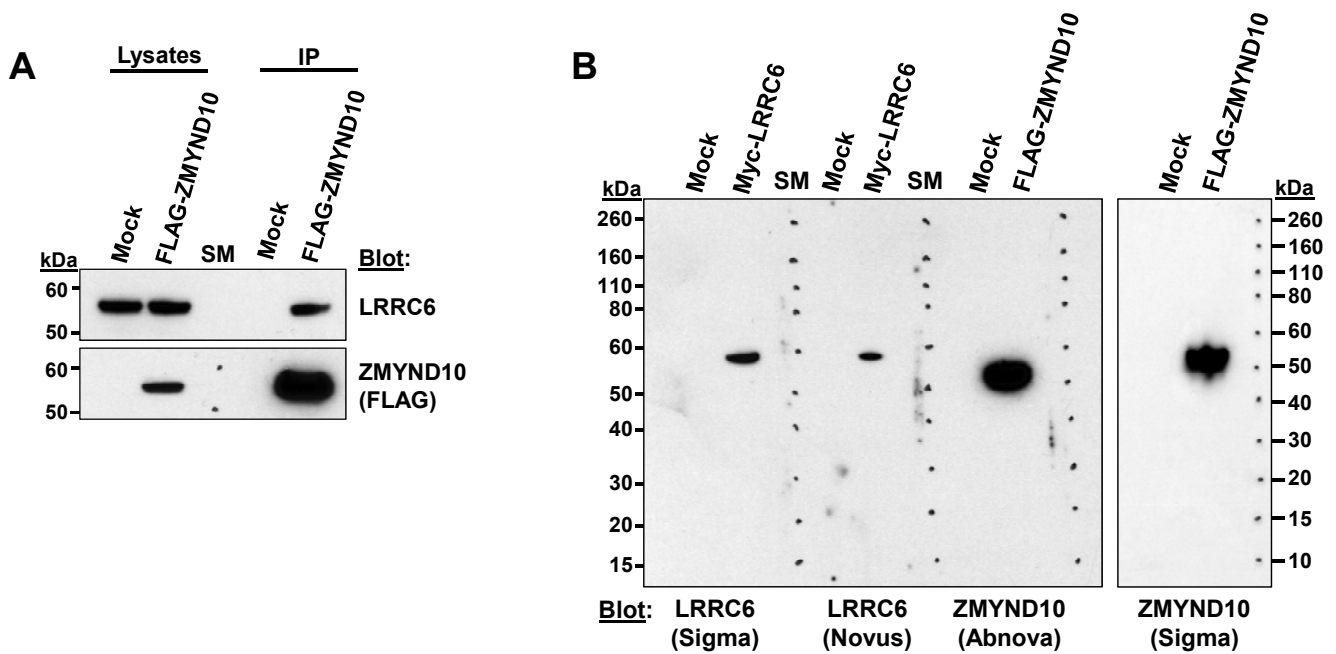 A
Lysates
IP
Mock
FLAG-ZMYND10
SM
Mock
FLAG-ZMYND10
kDa
Blot:
60
50
LRRC6
60
50
ZMYND10
(FLAG)
B
Mock
Myc-LRRC6
SM
Mock
Myc-LRRC6
SM
Mock
FLAG-ZMYND10
Mock
FLAG-ZMYND10
kDa
260
160
110
80
60
50
40
30
20
15
kDa
260
160
110
80
60
50
40
30
20
15
10
Blot:
LRRC6
(Sigma)
LRRC6
(Novus)
ZMYND10
(Abnova)
ZMYND10
(Sigma)